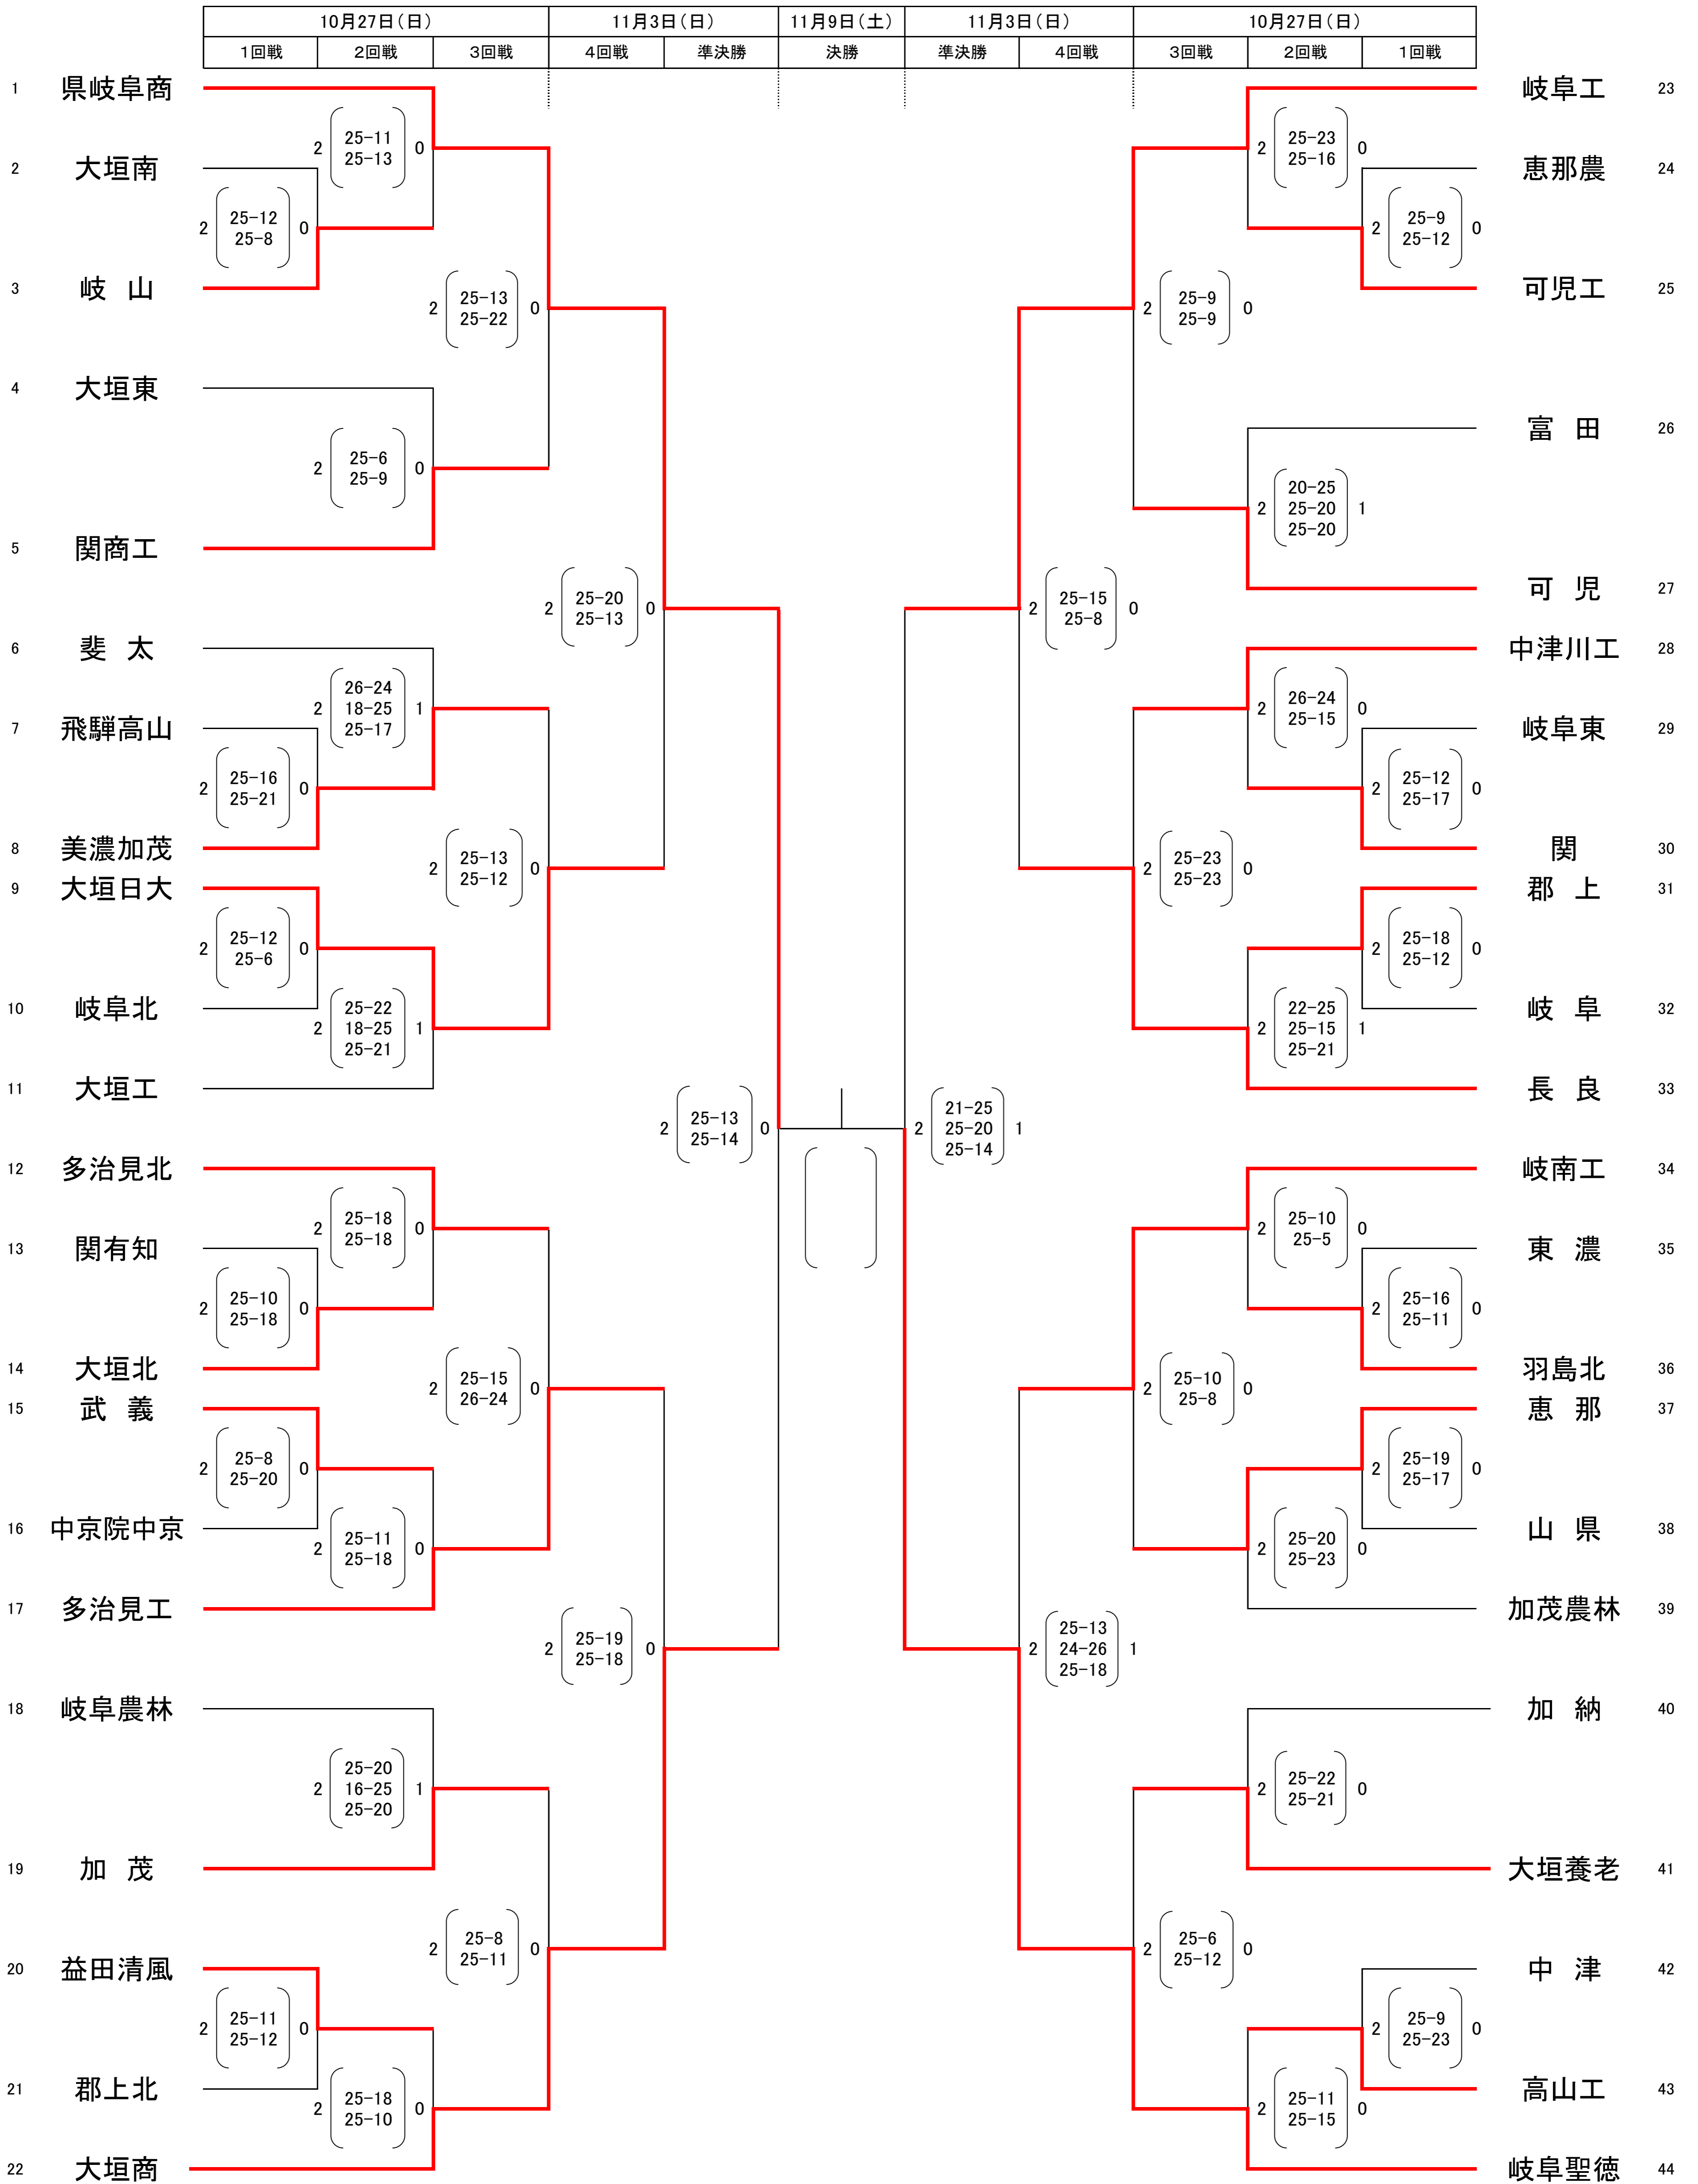 10月27日(日) 11月3日(日) 11月9日(土) 11月3日(日) 10月27日(日)
1回戦 2回戦 3回戦 4回戦 準決勝 決勝 準決勝 4回戦 3回戦 2回戦 1回戦
1 県岐阜商
2 25-11 0
25-13
2 大垣南
2 25-12 0
25-8
3 岐 山
2 25-13 0
25-22
4 大垣東
2 25-6 0
25-9
5 関商工
2 25-20 0
25-13
6 斐 太
26-24
2 18-25 1
25-17
7 飛騨高山
2 25-16 0
25-21
8 美濃加茂
2 25-13 0
25-12
9 大垣日大
2 25-12 0
25-6
10 岐阜北
25-22
2 18-25 1
25-21
11 大垣工
2 25-13 0
25-14
12 多治見北
2 25-18 0
25-18
13 関有知
2 25-10 0
25-18
14 大垣北
2 25-15 0
26-24
15 武 義
2 25-8 0
25-20
16 中京院中京
2 25-11 0
25-18
17 多治見工
2 25-19 0
25-18
18 岐阜農林
25-20
2 16-25 1
25-20
19 加 茂
2 25-8 0
25-11
20 益田清風
2 25-11 0
25-12
21 郡上北
2 25-18 0
25-10
22 大垣商
岐阜工 23
2 25-23 0
25-16
恵那農 24
2 25-9 0
25-12
可児工 25
2 25-9 0
25-9
富 田 26
20-25
2 25-20 1
25-20
可 児 27
2 25-15 0
25-8
中津川工 28
2 26-24 0
25-15
岐阜東 29
2 25-12 0
25-17
関 30
2 25-23 0
25-23
郡 上 31
2 25-18 0
25-12
岐 阜 32
22-25
2 25-15 1
25-21
長 良 33
21-25
2 25-20 1
25-14
岐南工 34
2 25-10 0
25-5
東 濃 35
2 25-16 0
25-11
羽島北 36
2 25-10 0
25-8
恵 那 37
2 25-19 0
25-17
山 県 38
2 25-20 0
25-23
加茂農林 39
25-13
2 24-26 1
25-18
加 納 40
2 25-22 0
25-21
大垣養老 41
2 25-6 0
25-12
中 津 42
2 25-9 0
25-23
高山工 43
2 25-11 0
25-15
岐阜聖徳 44